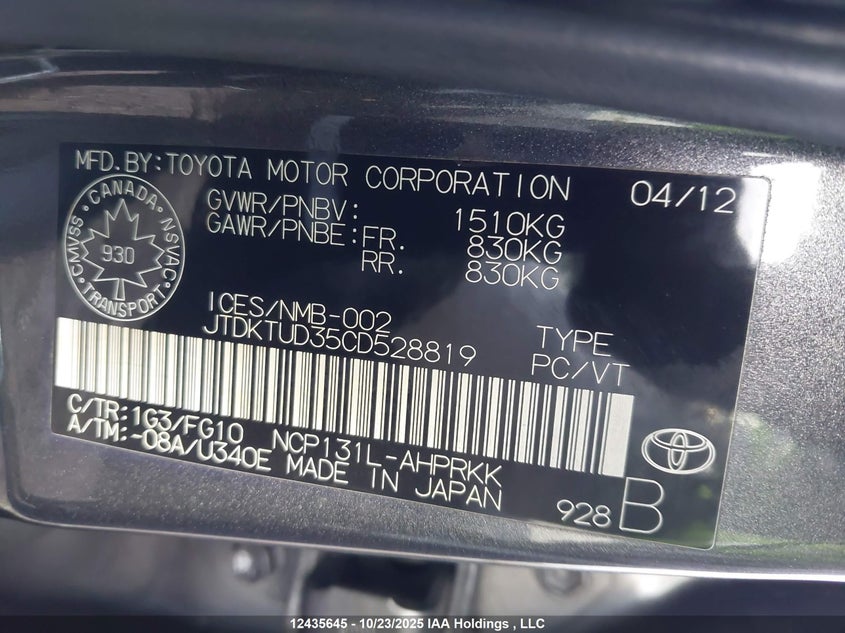 MFD.BY:TOYOTA MOTOR CORPORATION 04/12
CANADA
CMVSS NSVAC
930
TRANSPORT
GVWR/PNBV: 1510KG
GAWR/PNBE:FR. 830KG
RR. 830KG
ICES/NMB-002
JTDKTUD35CD528819
TYPE
PC/VT
C/TR:1G3/FG10 NCP131L-AHPRKK
A/TM:-08A/U340E MADE IN JAPAN
928 B
12435645 - 10/23/2025 IAA Holdings , LLC